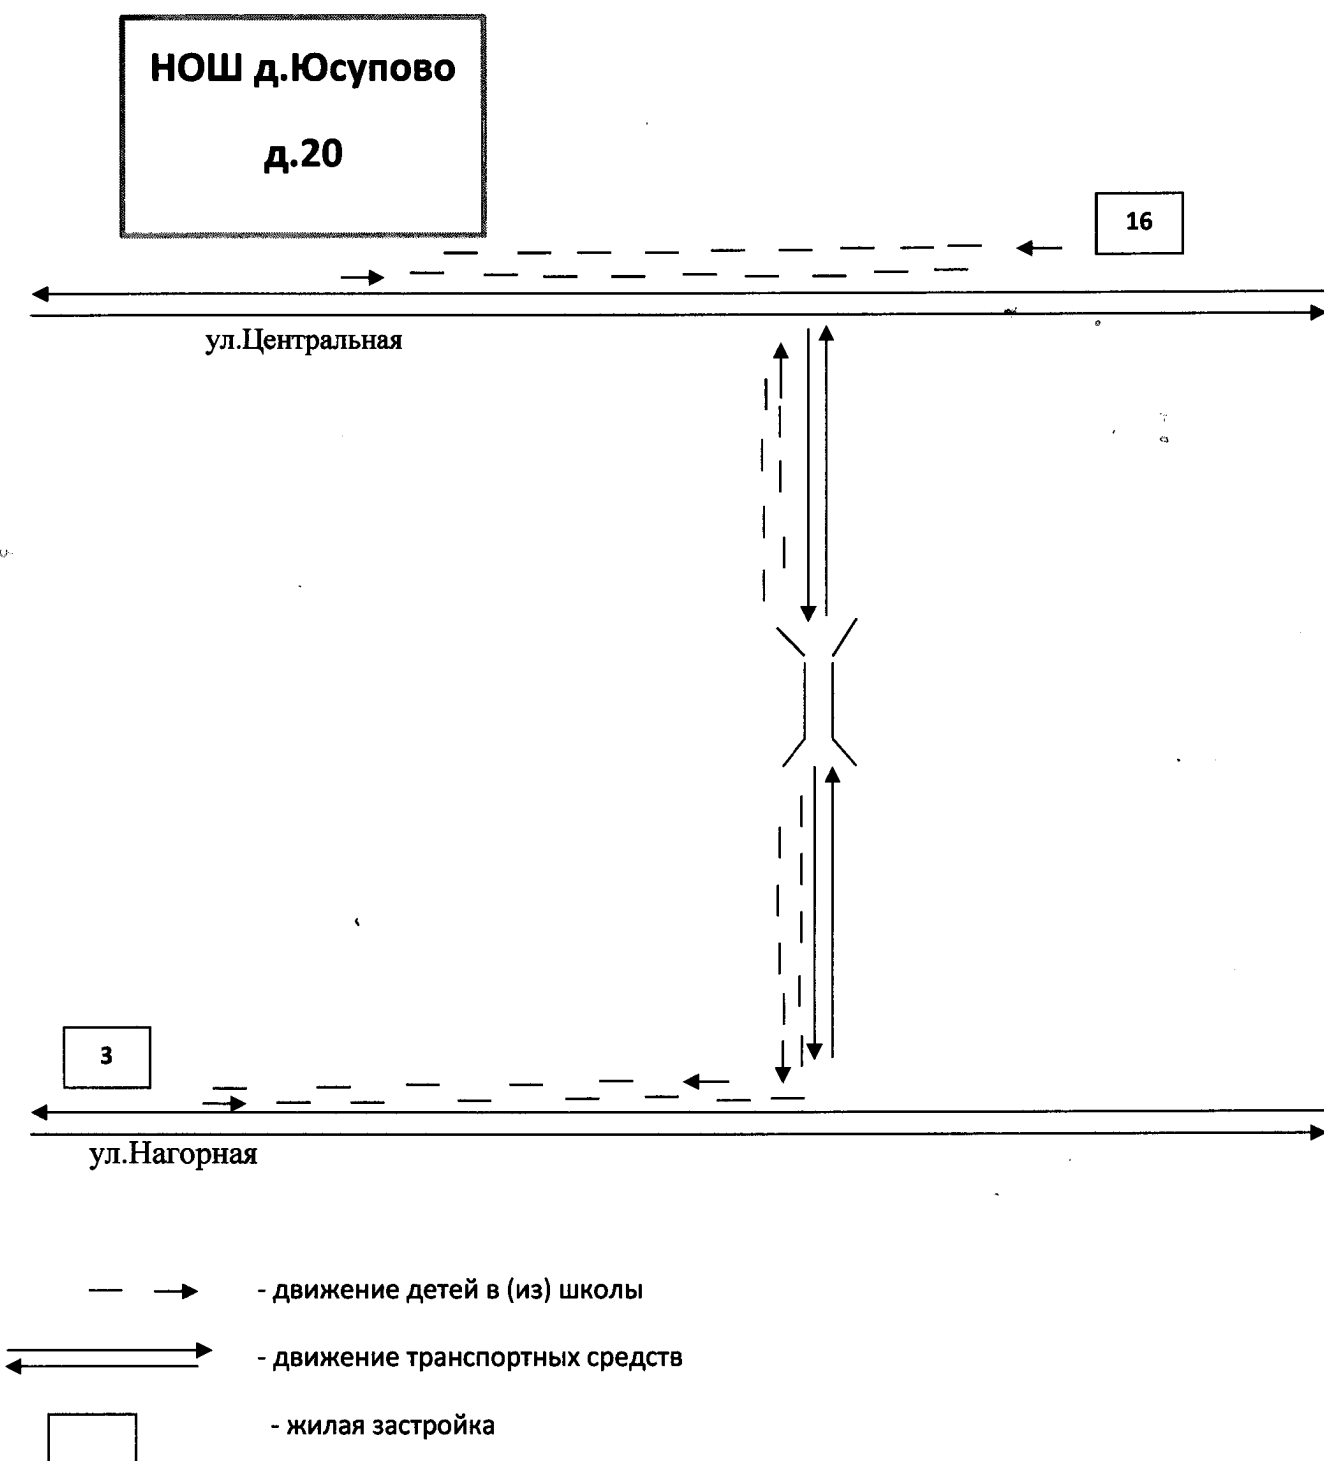 НОШ д.Юсупово
д.20
16
ул.Центральная
3
ул.Нагорная
- движение детей в (из) школы
- движение транспортных средств
- жилая застройка